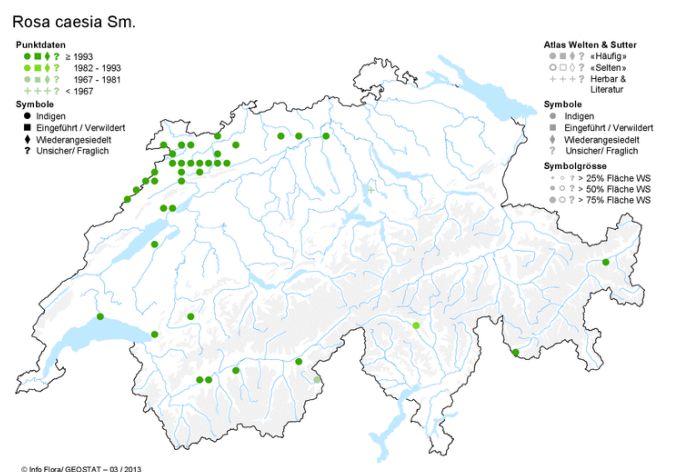 Rosa caesia Sm.
Punktdaten
? ≥ 1993
? 1982 - 1993
? 1967 - 1981
< 1967
Symbole
Indigen
Eingeführt / Verwildert
Wiederangesiedelt
? Unsicher/ Fraglich
Atlas Welten & Sutter
? «Häufig»
? «Selten»
? Herbar &
Literatur
Symbole
Indigen
Eingeführt / Verwildert
Wiederangesiedelt
? Unsicher/ Fraglich
Symbolgrösse
? > 25% Fläche WS
? > 50% Fläche WS
? > 75% Fläche WS
© Info Flora/ GEOSTAT – 03 / 2013